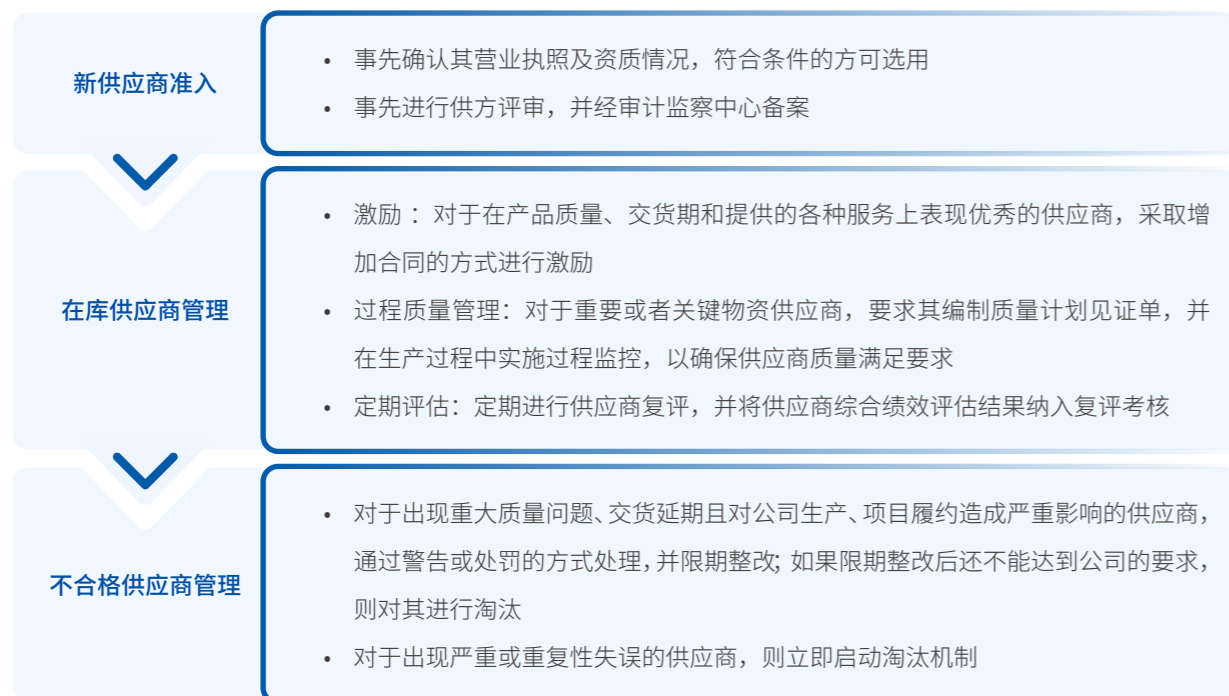 新供应商准入
• 事先确认其营业执照及资质情况，符合条件的方可选用
• 事先进行供方评审，并经审计监察中心备案
在库供应商管理
• 激励 ：对于在产品质量、交货期和提供的各种服务上表现优秀的供应商，采取增
加合同的方式进行激励
• 过程质量管理：对于重要或者关键物资供应商，要求其编制质量计划见证单，并
在生产过程中实施过程监控，以确保供应商质量满足要求
• 定期评估：定期进行供应商复评，并将供应商综合绩效评估结果纳入复评考核
不合格供应商管理
• 对于出现重大质量问题、交货延期且对公司生产、项目履约造成严重影响的供应商，
通过警告或处罚的方式处理，并限期整改；如果限期整改后还不能达到公司的要求，
则对其进行淘汰
• 对于出现严重或重复性失误的供应商，则立即启动淘汰机制